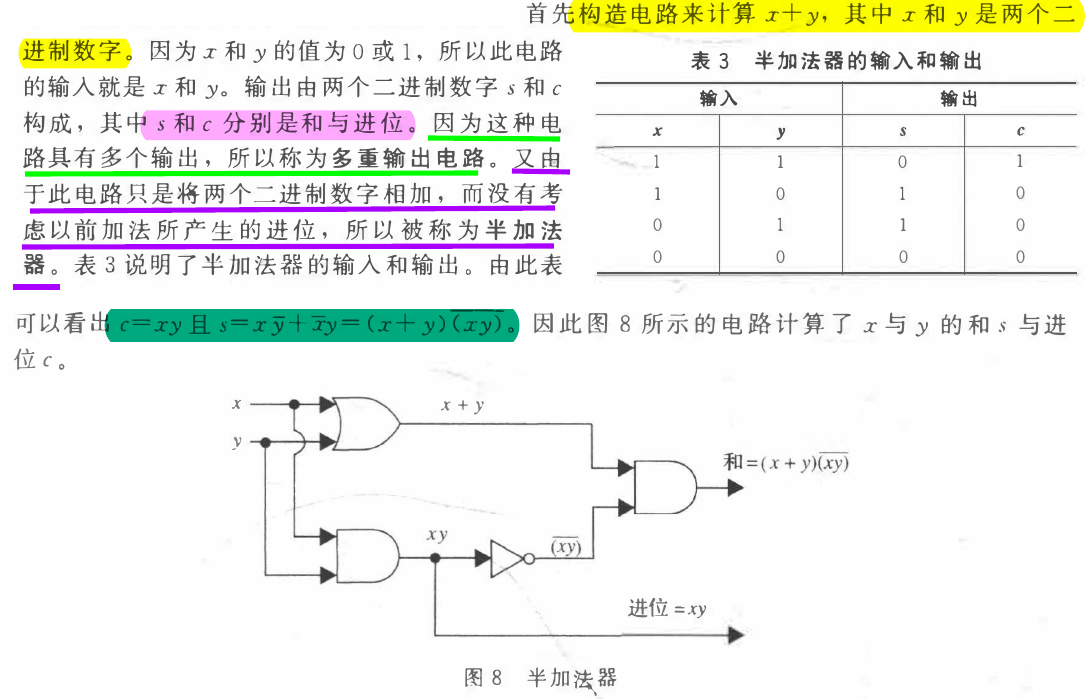 首先构造电路来计算 x+y，其中 x 和 y 是两个二
进制数字。因为 x 和 y 的值为 0 或 1，所以此电路
的输入就是 x 和 y。输出由两个二进制数字 s 和 c
构成，其中 s 和 c 分别是和与进位。因为这种电
路具有多个输出，所以称为多重输出电路。又由
于此电路只是将两个二进制数字相加，而没有考
虑以前加法所产生的进位，所以被称为半加法
器。表 3 说明了半加法器的输入和输出。由此表
表 3 半加法器的输入和输出
输入 输出
x y s c
1 1 0 1
1 0 1 0
0 1 1 0
0 0 0 0
可以看出 c=xy 且 s=xy̅+x̅y=(x+y)(x̅y̅)。因此图 8 所示的电路计算了 x 与 y 的和 s 与进
位 c。
x
x + y
y
和=(x + y)(x̅y̅)
xy
(x̅y̅)
进位=xy
图 8 半加法器